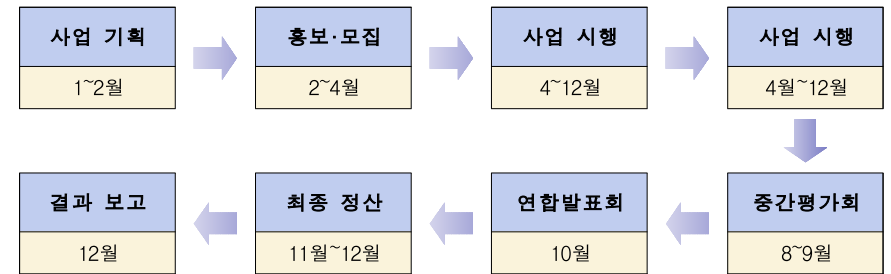 사업 기획
1~2월
홍보·모집
2~4월
사업 시행
4~12월
사업 시행
4월~12월
중간평가회
8~9월
연합발표회
10월
최종 정산
11월~12월
결과 보고
12월